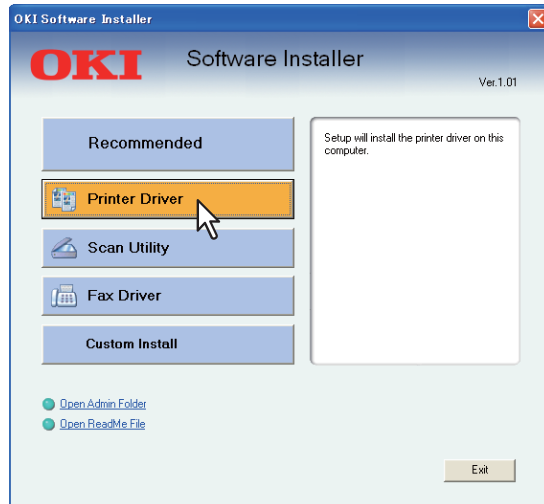 OKI Software Installer
OKI
Software Installer
Ver.1.01
Recommended
Printer Driver
Scan Utility
Fax Driver
Custom Install
Setup will install the printer driver on this
computer.
Open Admin Folder
Open ReadMe File
Exit